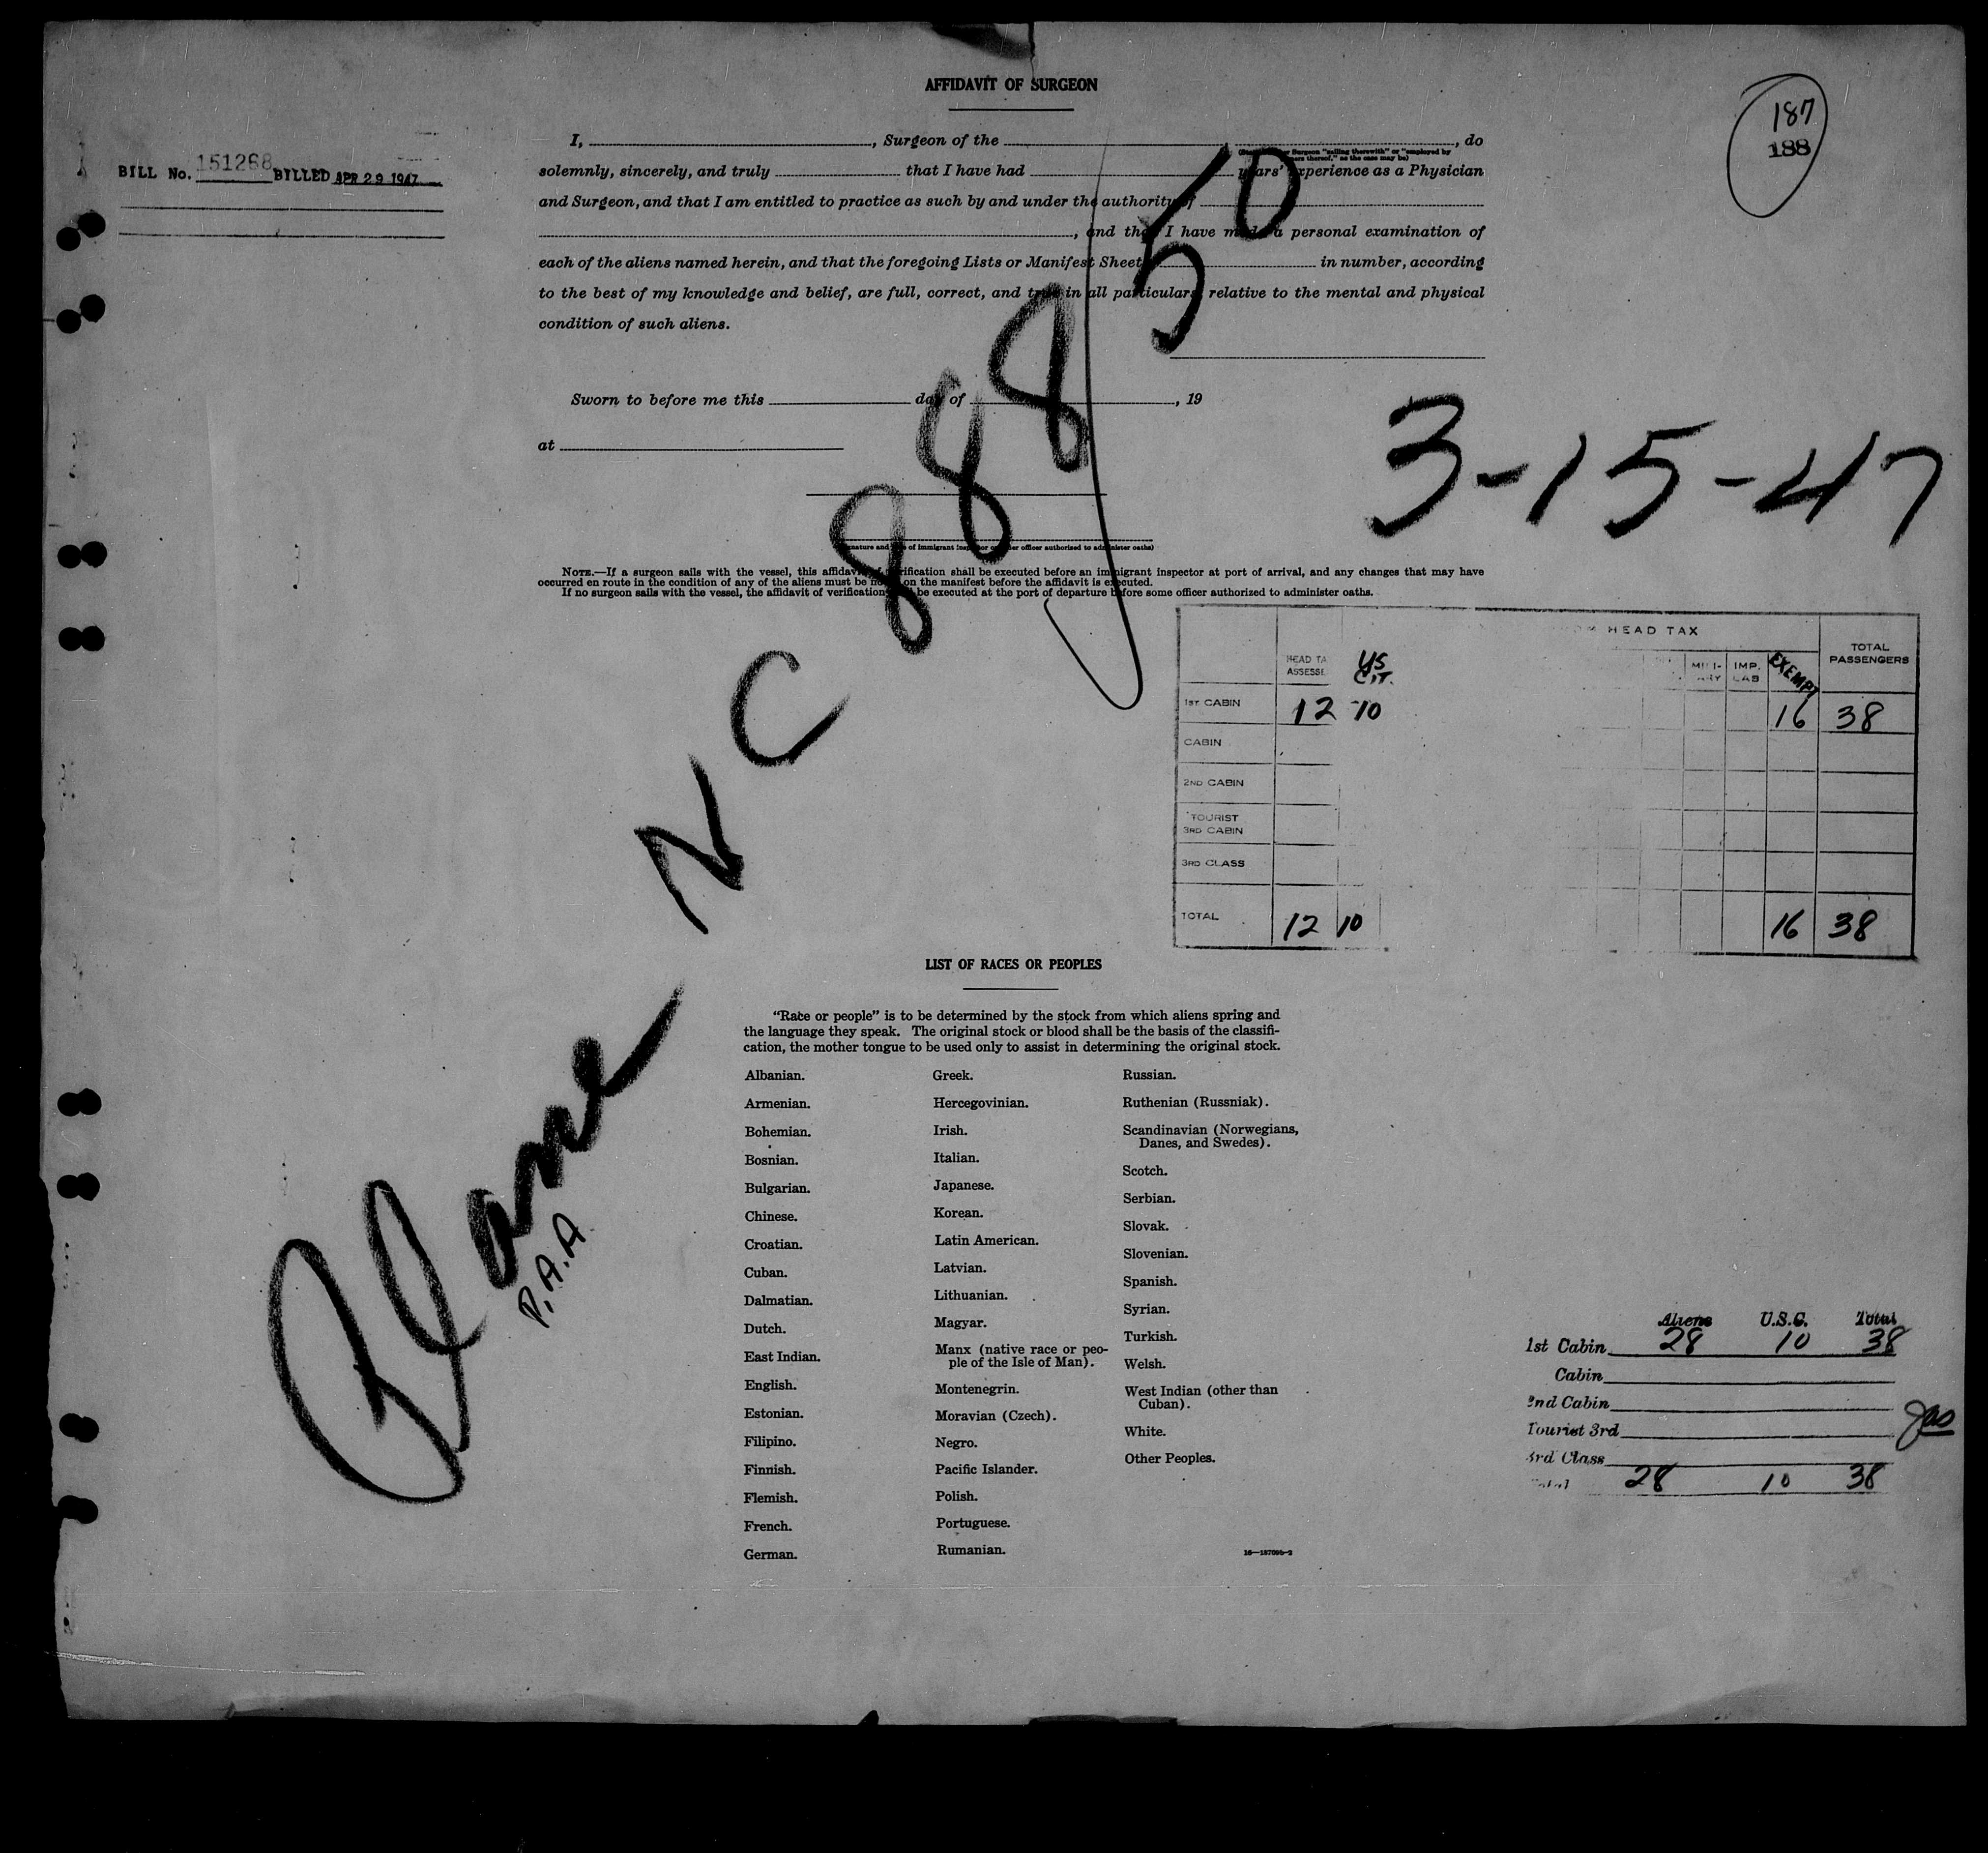 AFFIDAVIT OF SURGEON
187
188
BILL No. 151268 BILLED APR 29 1947
I, , Surgeon of the , do
solemnly, sincerely, and truly that I have had years' experience as a Physician
and Surgeon, and that I am entitled to practice as such by and under the authority of
, and that I have made a personal examination of
each of the aliens named herein, and that the foregoing Lists or Manifest Sheets, in number, according
to the best of my knowledge and belief, are full, correct, and true in all particulars, relative to the mental and physical
condition of such aliens.
Sworn to before me this day of , 19
at
3-15-47
Plane NC 88850
P.A.A
NOTE.—If a surgeon sails with the vessel, this affidavit of verification shall be executed before an immigrant inspector at port of arrival, and any changes that may have
occurred en route in the condition of any of the aliens must be noted on the manifest before the affidavit is executed.
If no surgeon sails with the vessel, the affidavit of verification shall be executed at the port of departure before some officer authorized to administer oaths.
HEAD TAX
HEAD TA ASSESSE US CIT. IMP. LAB EXEMPT TOTAL PASSENGERS
1ST CABIN 12 10 16 38
CABIN
2ND CABIN
TOURIST
3RD CABIN
3RD CLASS
TOTAL 12 10 16 38
LIST OF RACES OR PEOPLES
"Race or people" is to be determined by the stock from which aliens spring and
the language they speak. The original stock or blood shall be the basis of the classifi-
cation, the mother tongue to be used only to assist in determining the original stock.
Albanian.
Armenian.
Bohemian.
Bosnian.
Bulgarian.
Chinese.
Croatian.
Cuban.
Dalmatian.
Dutch.
East Indian.
English.
Estonian.
Filipino.
Finnish.
Flemish.
French.
German.
Greek.
Hercegovinian.
Irish.
Italian.
Japanese.
Korean.
Latin American.
Latvian.
Lithuanian.
Magyar.
Manx (native race or peo-
ple of the Isle of Man).
Montenegrin.
Moravian (Czech).
Negro.
Pacific Islander.
Polish.
Portuguese.
Rumanian.
Russian.
Ruthenian (Russniak).
Scandinavian (Norwegians,
Danes, and Swedes).
Scotch.
Serbian.
Slovak.
Slovenian.
Spanish.
Syrian.
Turkish.
Welsh.
West Indian (other than
Cuban).
White.
Other Peoples.
Aliens U.S.C. Total
1st Cabin 28 10 38
Cabin
2nd Cabin
Tourist 3rd
3rd Class
Total 28 10 38